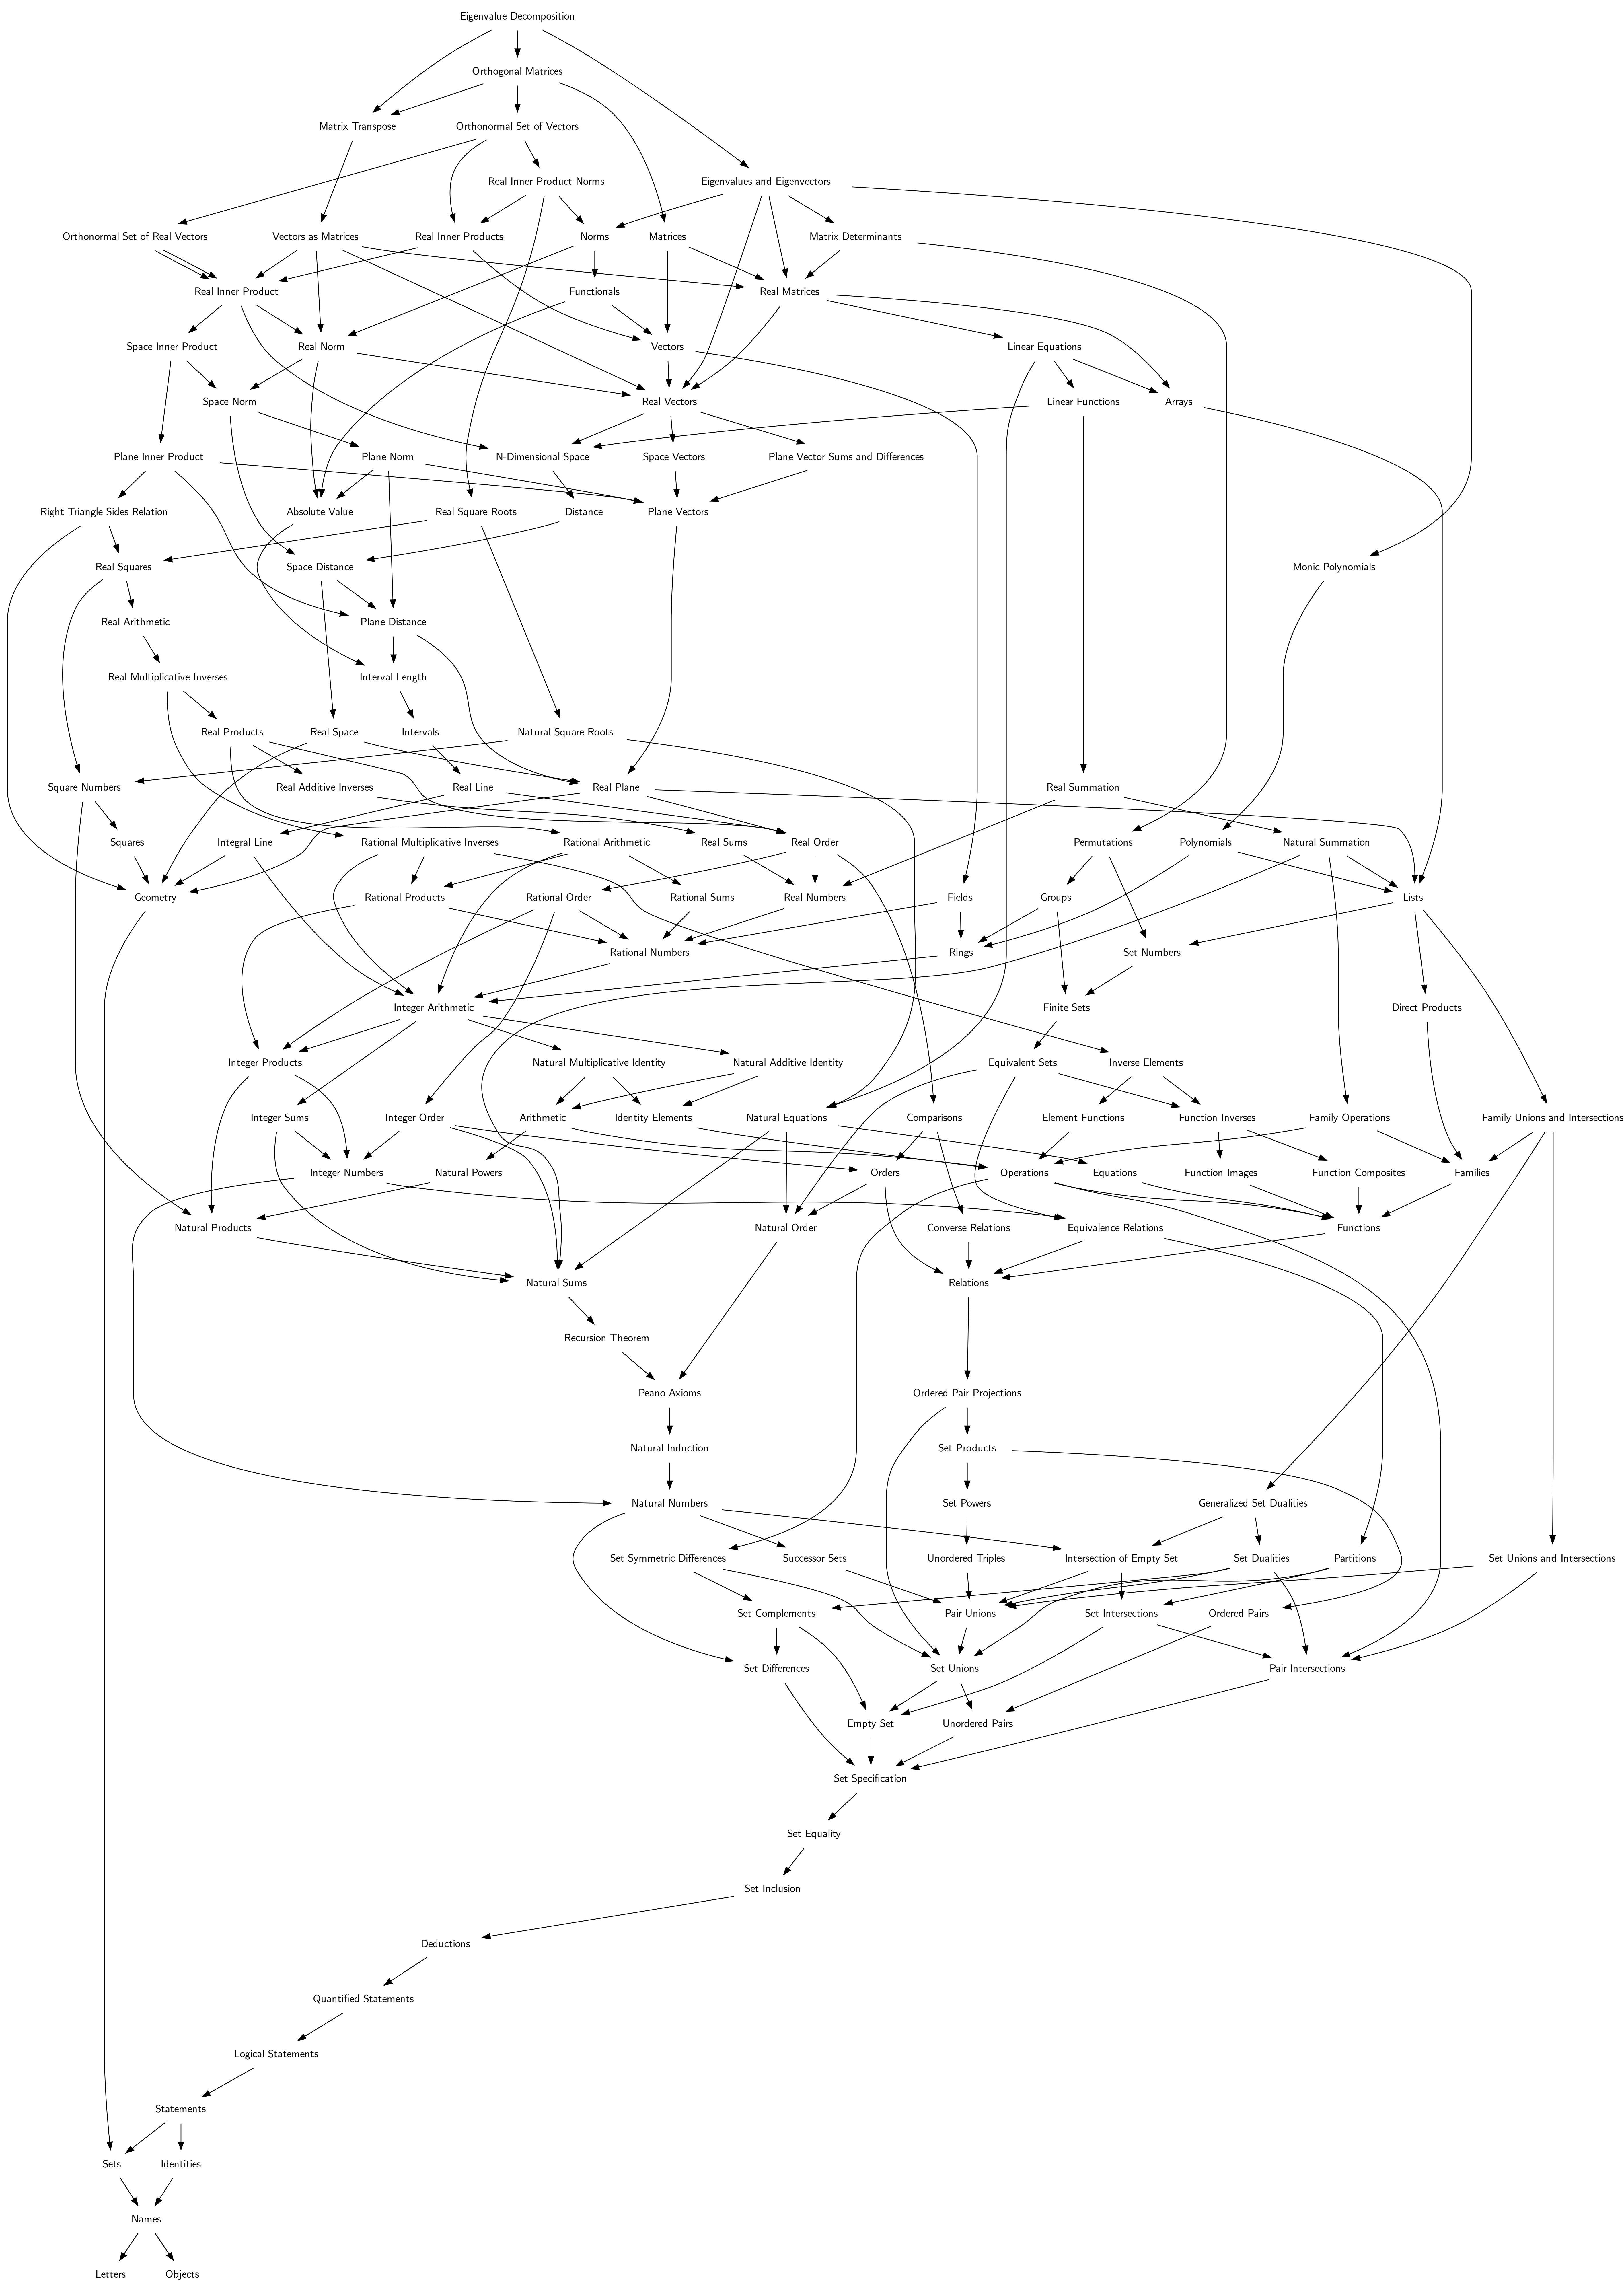 Eigenvalue Decomposition
Orthogonal Matrices
Matrix Transpose
Orthonormal Set of Vectors
Real Inner Product Norms
Eigenvalues and Eigenvectors
Orthonormal Set of Real Vectors
Vectors as Matrices
Real Inner Products
Norms
Matrices
Matrix Determinants
Real Inner Product
Functionals
Real Matrices
Space Inner Product
Real Norm
Vectors
Linear Equations
Space Norm
Real Vectors
Linear Functions
Arrays
Plane Inner Product
Plane Norm
N-Dimensional Space
Space Vectors
Plane Vector Sums and Differences
Right Triangle Sides Relation
Absolute Value
Real Square Roots
Distance
Plane Vectors
Real Squares
Space Distance
Monic Polynomials
Real Arithmetic
Plane Distance
Real Multiplicative Inverses
Interval Length
Real Products
Real Space
Intervals
Natural Square Roots
Square Numbers
Real Additive Inverses
Real Line
Real Plane
Real Summation
Squares
Integral Line
Rational Multiplicative Inverses
Rational Arithmetic
Real Sums
Real Order
Permutations
Polynomials
Natural Summation
Geometry
Rational Products
Rational Order
Rational Sums
Real Numbers
Fields
Groups
Lists
Rational Numbers
Rings
Set Numbers
Integer Arithmetic
Finite Sets
Direct Products
Integer Products
Natural Multiplicative Identity
Natural Additive Identity
Equivalent Sets
Inverse Elements
Integer Sums
Integer Order
Arithmetic
Identity Elements
Natural Equations
Comparisons
Element Functions
Function Inverses
Family Operations
Family Unions and Intersections
Integer Numbers
Natural Powers
Orders
Operations
Equations
Function Images
Function Composites
Families
Natural Products
Natural Order
Converse Relations
Equivalence Relations
Functions
Natural Sums
Relations
Recursion Theorem
Peano Axioms
Ordered Pair Projections
Natural Induction
Set Products
Natural Numbers
Set Powers
Generalized Set Dualities
Set Symmetric Differences
Successor Sets
Unordered Triples
Intersection of Empty Set
Set Dualities
Partitions
Set Unions and Intersections
Set Complements
Pair Unions
Set Intersections
Ordered Pairs
Set Differences
Set Unions
Pair Intersections
Empty Set
Unordered Pairs
Set Specification
Set Equality
Set Inclusion
Deductions
Quantified Statements
Logical Statements
Statements
Sets
Identities
Names
Letters
Objects